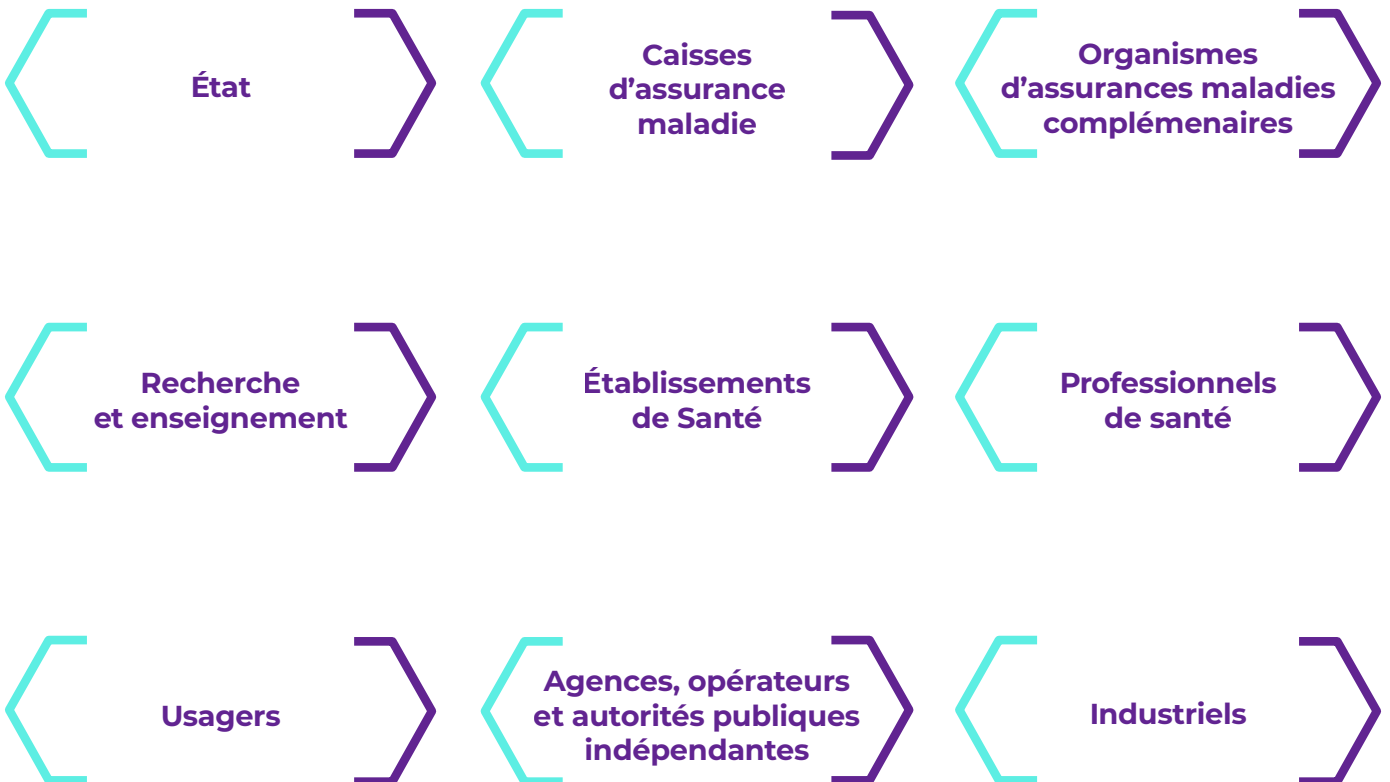 État
Caisses
d’assurance
maladie
Organismes
d’assurances maladies
complémenaires
Recherche
et enseignement
Établissements
de Santé
Professionnels
de santé
Usagers
Agences, opérateurs
et autorités publiques
indépendantes
Industriels